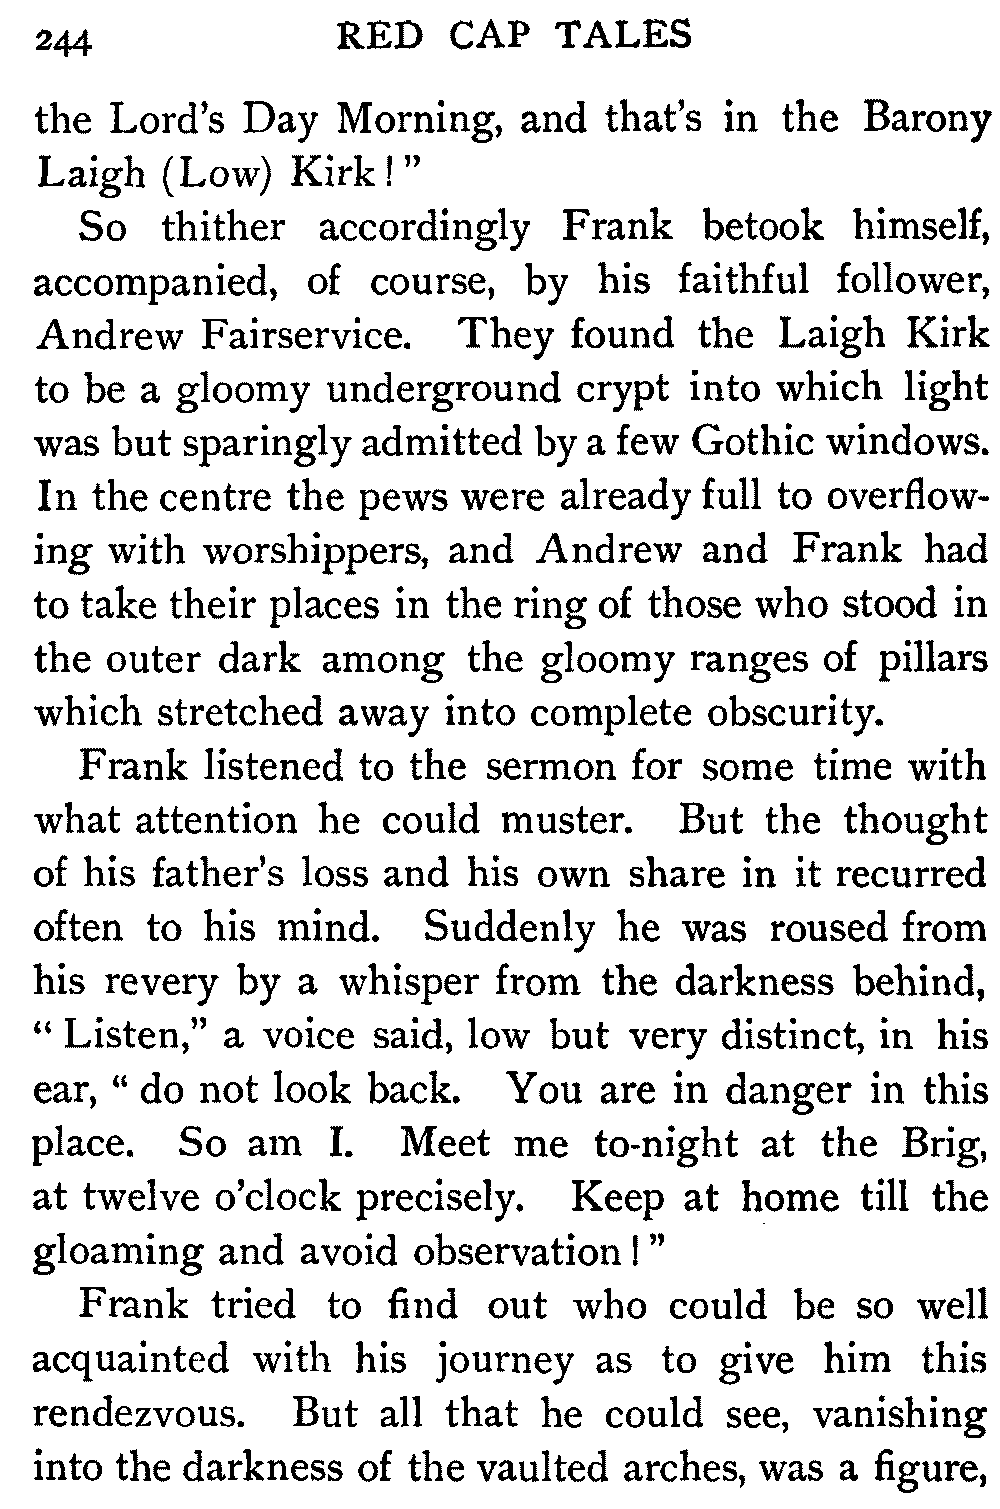 244 RED CAP TALES
the Lord's Day Morning, and that's in the Barony
Laigh (Low) Kirk!"
So thither accordingly Frank betook himself,
accompanied, of course, by his faithful follower,
Andrew Fairservice. They found the Laigh Kirk
to be a gloomy underground crypt into which light
was but sparingly admitted by a few Gothic windows.
In the centre the pews were already full to overflow-
ing with worshippers, and Andrew and Frank had
to take their places in the ring of those who stood in
the outer dark among the gloomy ranges of pillars
which stretched away into complete obscurity.
Frank listened to the sermon for some time with
what attention he could muster. But the thought
of his father's loss and his own share in it recurred
often to his mind. Suddenly he was roused from
his revery by a whisper from the darkness behind,
"Listen," a voice said, low but very distinct, in his
ear, "do not look back. You are in danger in this
place. So am I. Meet me to-night at the Brig,
at twelve o'clock precisely. Keep at home till the
gloaming and avoid observation!"
Frank tried to find out who could be so well
acquainted with his journey as to give him this
rendezvous. But all that he could see, vanishing
into the darkness of the vaulted arches, was a figure,